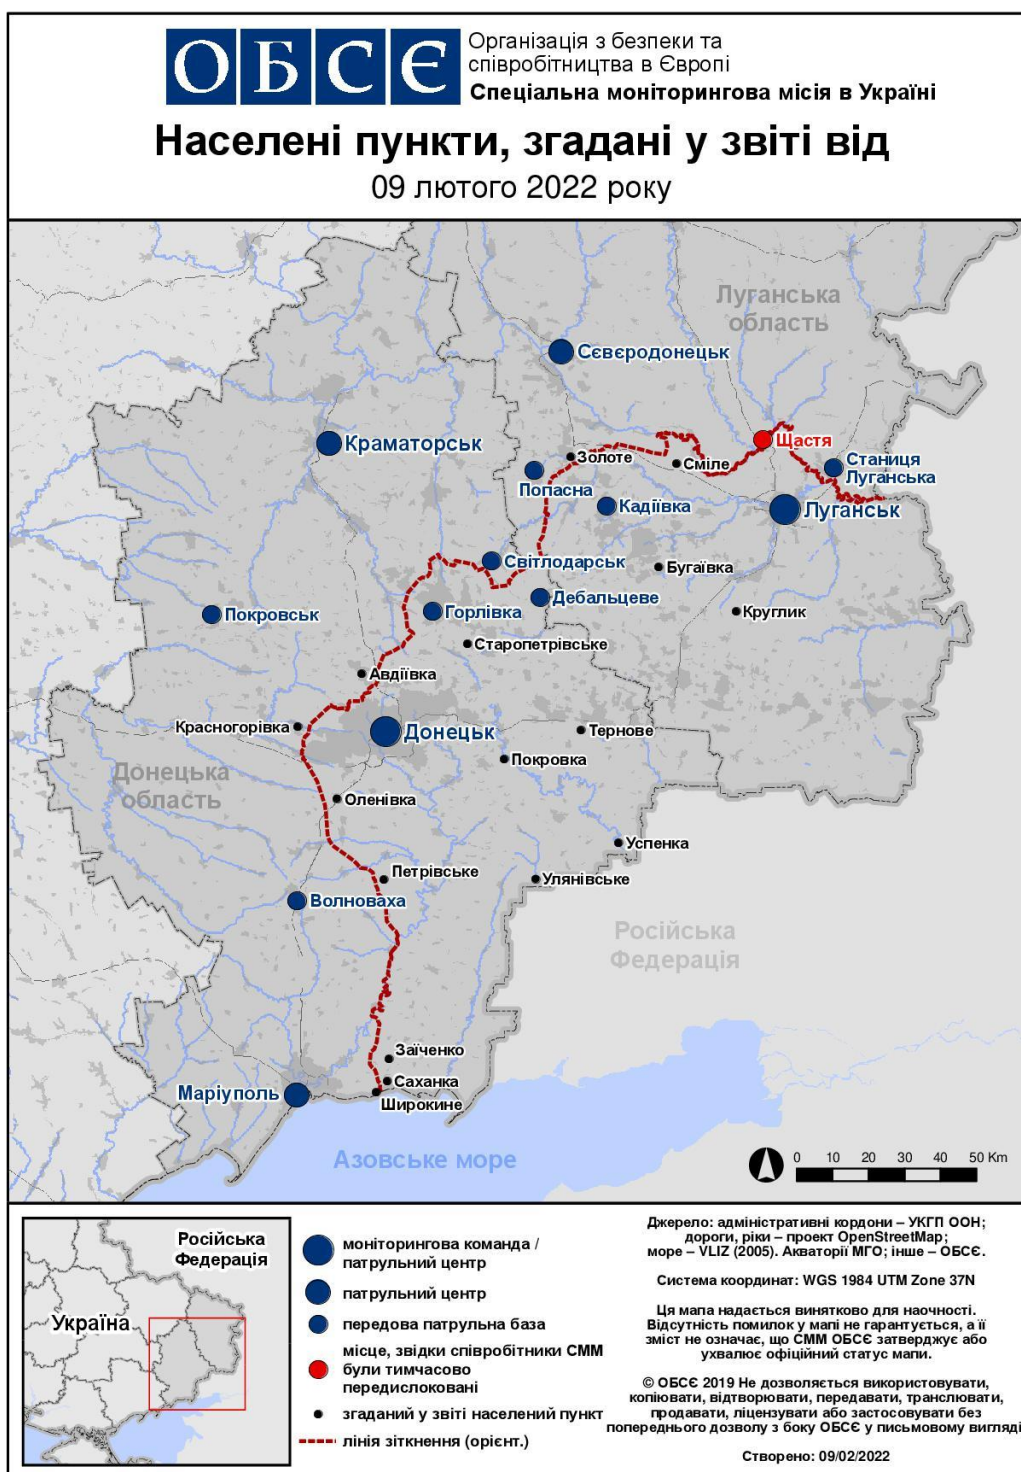 ОБСЄ
Організація з безпеки та
співробітництва в Європі
Спеціальна моніторингова місія в Україні
Населені пункти, згадані у звіті від
09 лютого 2022 року
Луганська
область
Сєвєродонецьк
Краматорськ
Щастя
Золоте
Сміле
Станиця
Луганська
Попасна
Кадіївка
Луганськ
Світлодарськ
Бугаївка
Дебальцеве
Покровськ
Горлівка
Круглик
Старопетрівське
Авдіївка
Красногорівка
Донецьк
Тернове
Покровка
Донецька
область
Оленівка
Успенка
Петрівське
Улянівське
Волноваха
Російська
Федерація
Заїченко
Саханка
Маріуполь
Широкине
Азовське море
0 10 20 30 40 50 Km
Російська
Федерація
Україна
моніторингова команда /
патрульний центр
патрульний центр
передова патрульна база
місце, звідки співробітники СММ
були тимчасово
передислоковані
згаданий у звіті населений пункт
лінія зіткнення (орієнт.)
Джерело: адміністративні кордони – УКГП ООН;
дороги, ріки – проект OpenStreetMap;
море – VLIZ (2005). Акваторії МГО; інше – ОБСЄ.
Система координат: WGS 1984 UTM Zone 37N
Ця мапа надається винятково для наочності.
Відсутність помилок у мапі не гарантується, а її
зміст не означає, що СММ ОБСЄ затверджує або
ухвалює офіційний статус мапи.
© ОБСЄ 2019 Не дозволяється використовувати,
копіювати, відтворювати, передавати, транслювати,
продавати, ліцензувати або застосовувати без
попереднього дозволу з боку ОБСЄ у письмовому вигляді
Створено: 09/02/2022